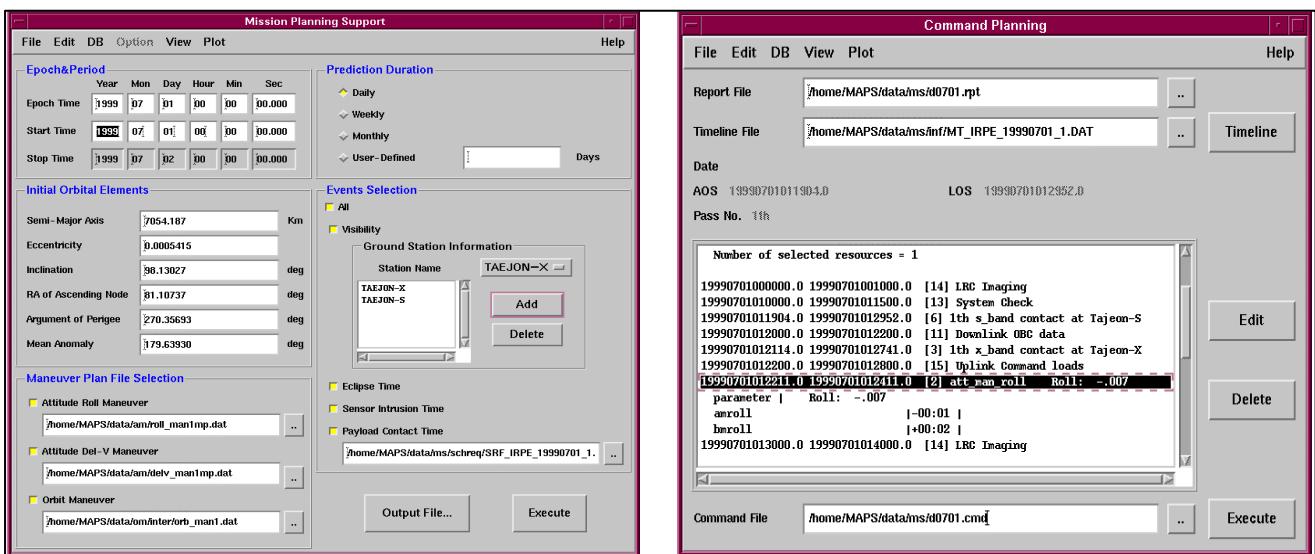 Mission Planning Support
File Edit DB Option View Plot Help
Epoch&Period
Year Mon Day Hour Min Sec
Epoch Time 1999 07 01 00 00 00.000
Start Time 1999 07 01 00 00 00.000
Stop Time 1999 07 02 00 00 00.000
Prediction Duration
Daily
Weekly
Monthly
User-Defined Days
Initial Orbital Elements
Semi-Major Axis 7054.187 Km
Eccentricity 0.0005415
Inclination 98.13027 deg
RA of Ascending Node 81.10737 deg
Argument of Perigee 270.35693 deg
Mean Anomaly 179.63930 deg
Events Selection
All
Visibility
Ground Station Information
Station Name TAEJON-X
TAEJON-X
TAEJON-S
Add
Delete
Eclipse Time
Sensor Intrusion Time
Payload Contact Time
/home/MAPS/data/ms/schreq/SRF_IRPE_19990701_1. ..
Maneuver Plan File Selection
Attitude Roll Maneuver
/home/MAPS/data/am/roll_man1mp.dat ..
Attitude Del-V Maneuver
/home/MAPS/data/am/delv_man1mp.dat ..
Orbit Maneuver
/home/MAPS/data/om/inter/orb_man1.dat ..
Output File... Execute
Command Planning
File Edit DB View Plot Help
Report File /home/MAPS/data/ms/d0701.rpt ..
Timeline File /home/MAPS/data/ms/inf/MT_IRPE_19990701_1.DAT .. Timeline
Date
AOS 19990701011904.0 LOS 19990701012952.0
Pass No. 1th
Number of selected resources = 1
19990701000000.0 19990701001000.0 [14] LRC Imaging
19990701010000.0 19990701011500.0 [13] System Check
19990701011904.0 19990701012952.0 [6] 1th s_band contact at Tajeon-S
19990701012000.0 19990701012200.0 [11] Downlink OBC data
19990701012114.0 19990701012741.0 [3] 1th x_band contact at Tajeon-X
19990701012200.0 19990701012800.0 [15] Uplink Command loads
19990701012211.0 19990701012411.0 [2] att_man_roll Roll: -.007
parameter | Roll: -.007
amroll |-00:01 |
bmroll |+00:02 |
19990701013000.0 19990701014000.0 [14] LRC Imaging
Edit
Delete
Command File /home/MAPS/data/ms/d0701.cmd .. Execute